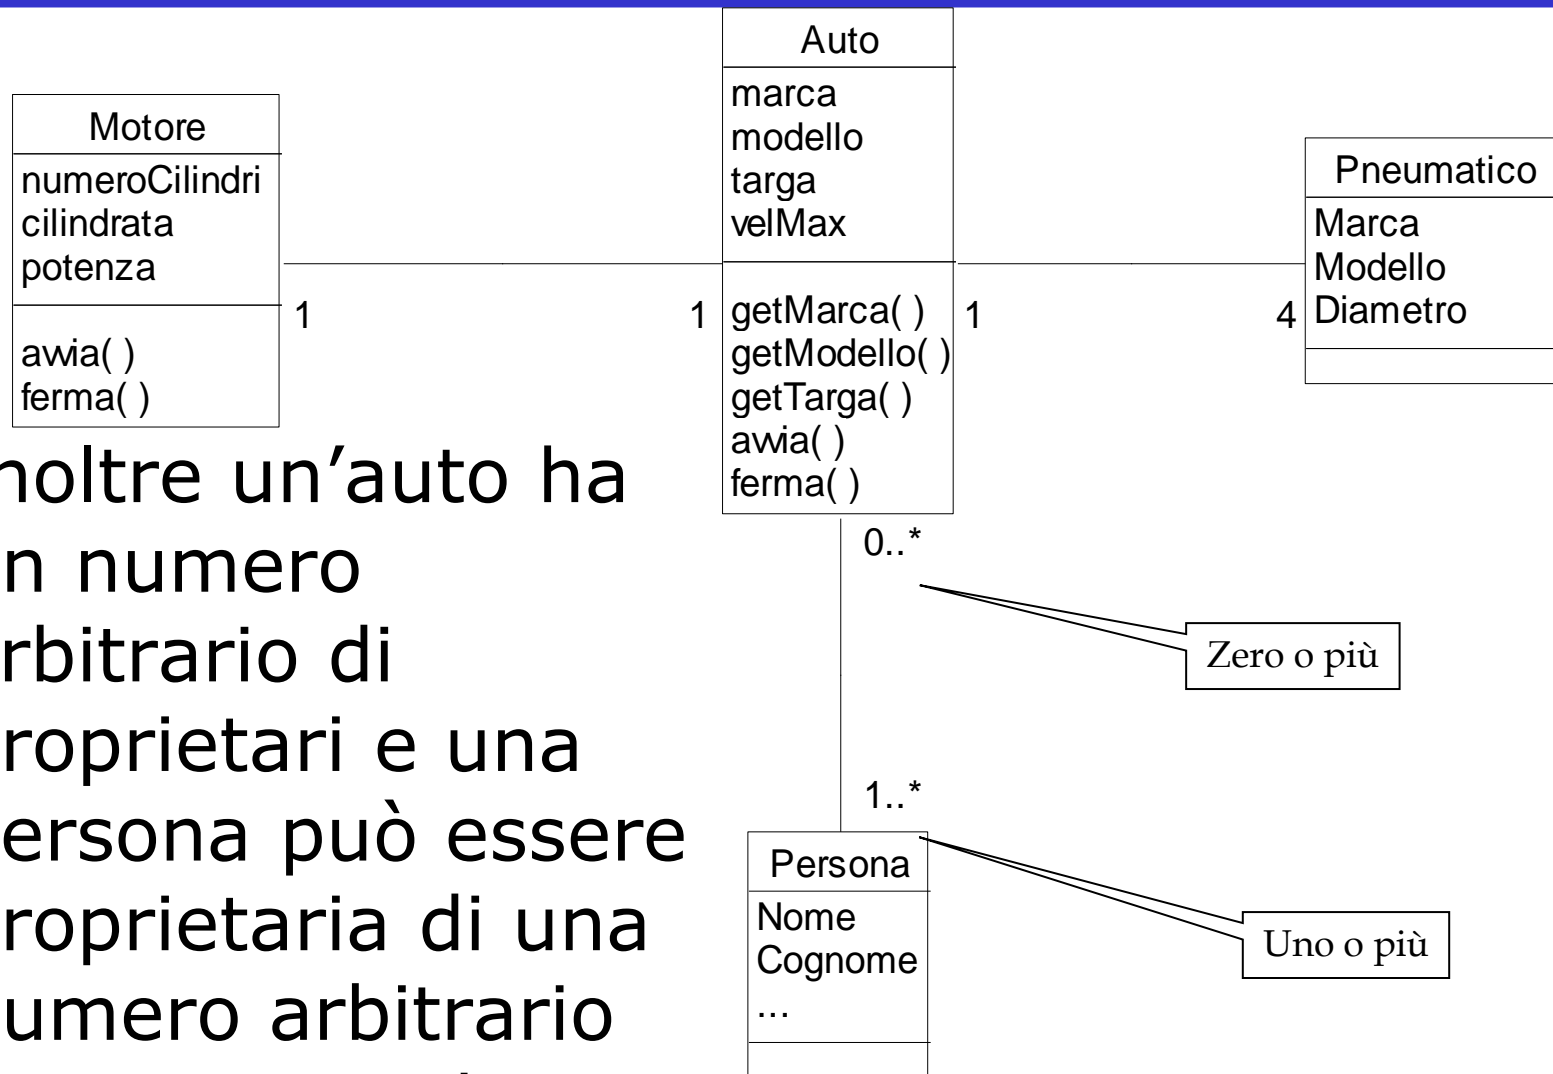 Auto
marca
modello
targa
velMax
getMarca( )
getModello( )
getTarga( )
avvia( )
ferma( )
Motore
numeroCilindri
cilindrata
potenza
avvia( )
ferma( )
1
1
1
4
Pneumatico
Marca
Modello
Diametro
noltre un’auto ha
n numero
rbitrario di
roprietari e una
ersona può essere
roprietaria di una
umero arbitrario
0..*
Zero o più
1..*
Uno o più
Persona
Nome
Cognome
...